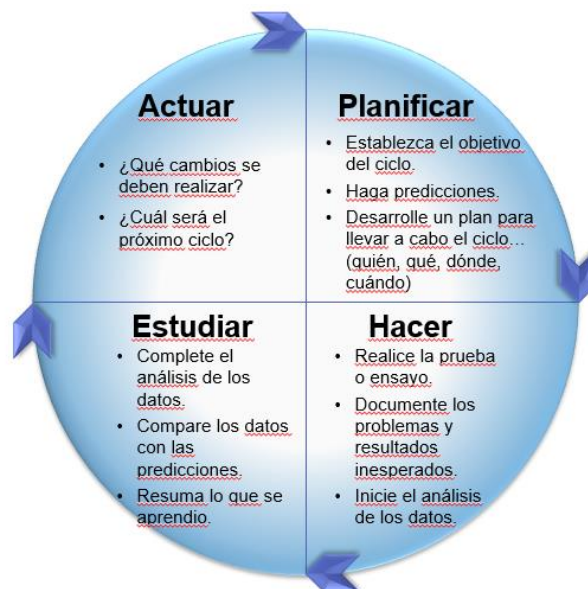 Actuar
• ¿Qué cambios se
deben realizar?
• ¿Cuál será el
próximo ciclo?
Planificar
• Establezca el objetivo
del ciclo.
• Haga predicciones.
• Desarrolle un plan para
llevar a cabo el ciclo…
(quién, qué, dónde,
cuándo)
Estudiar
• Complete el
análisis de los
datos.
• Compare los datos
con las
predicciones.
• Resuma lo que se
aprendio.
Hacer
• Realice la prueba
o ensayo.
• Documente los
problemas y
resultados
inesperados.
• Inicie el análisis
de los datos.